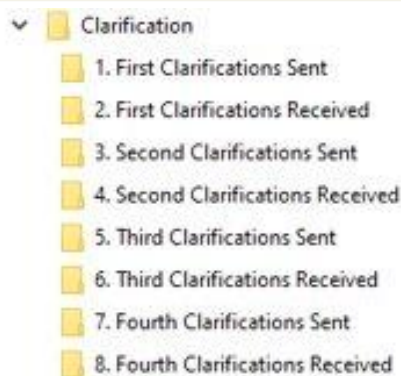 Clarification
1. First Clarifications Sent
2. First Clarifications Received
3. Second Clarifications Sent
4. Second Clarifications Received
5. Third Clarifications Sent
6. Third Clarifications Received
7. Fourth Clarifications Sent
8. Fourth Clarifications Received